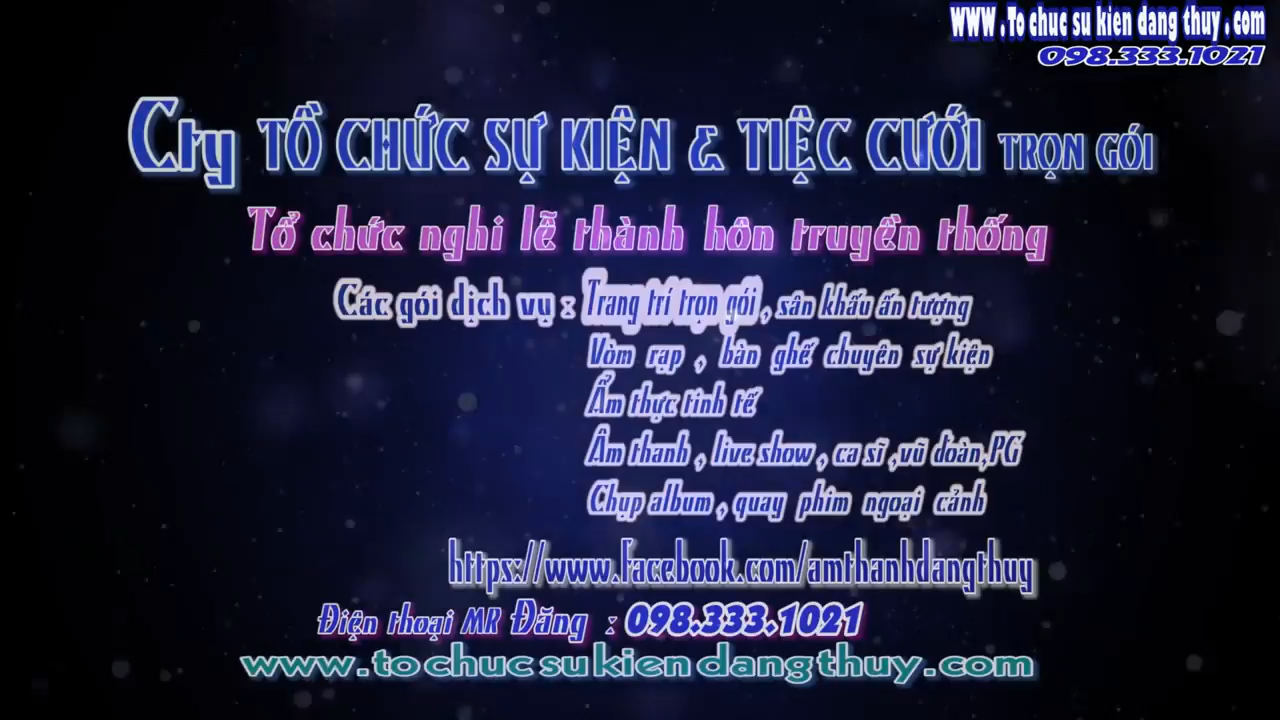 WWW . To chuc su kien dang thuy . com
098.333.1021
Cty TỒ CHỨC SỰ KIỆN & TIỆC CƯỚI TRỌN GÓI
Tổ chức nghi lễ thành hôn truyền thống
Các gói dịch vụ : Trang trí trọn gói , sân khấu ấn tượng
Vòm rạp , bàn ghế chuyên sự kiện
Ẩm thực tinh tế
Âm thanh , live show , ca sĩ ,vũ đoàn,PG
Chụp album , quay phim ngoại cảnh
https://www.facebook.com/amthanhdangthuy
Điện thoại MR Đăng : 098.333.1021
www.tochucsukiendangthuy.com